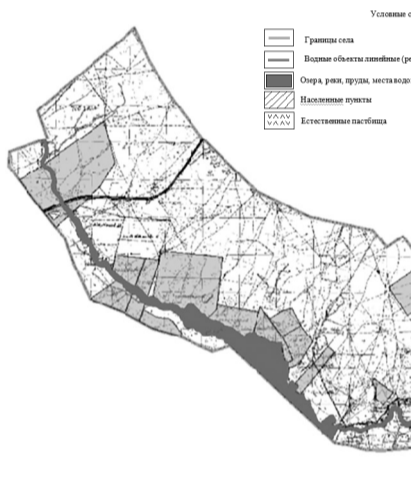 Условные о
Границы села
Водные объекты линейные (ре
Озера, реки, пруды, места водо
Населенные пункты
Естественные пастбища